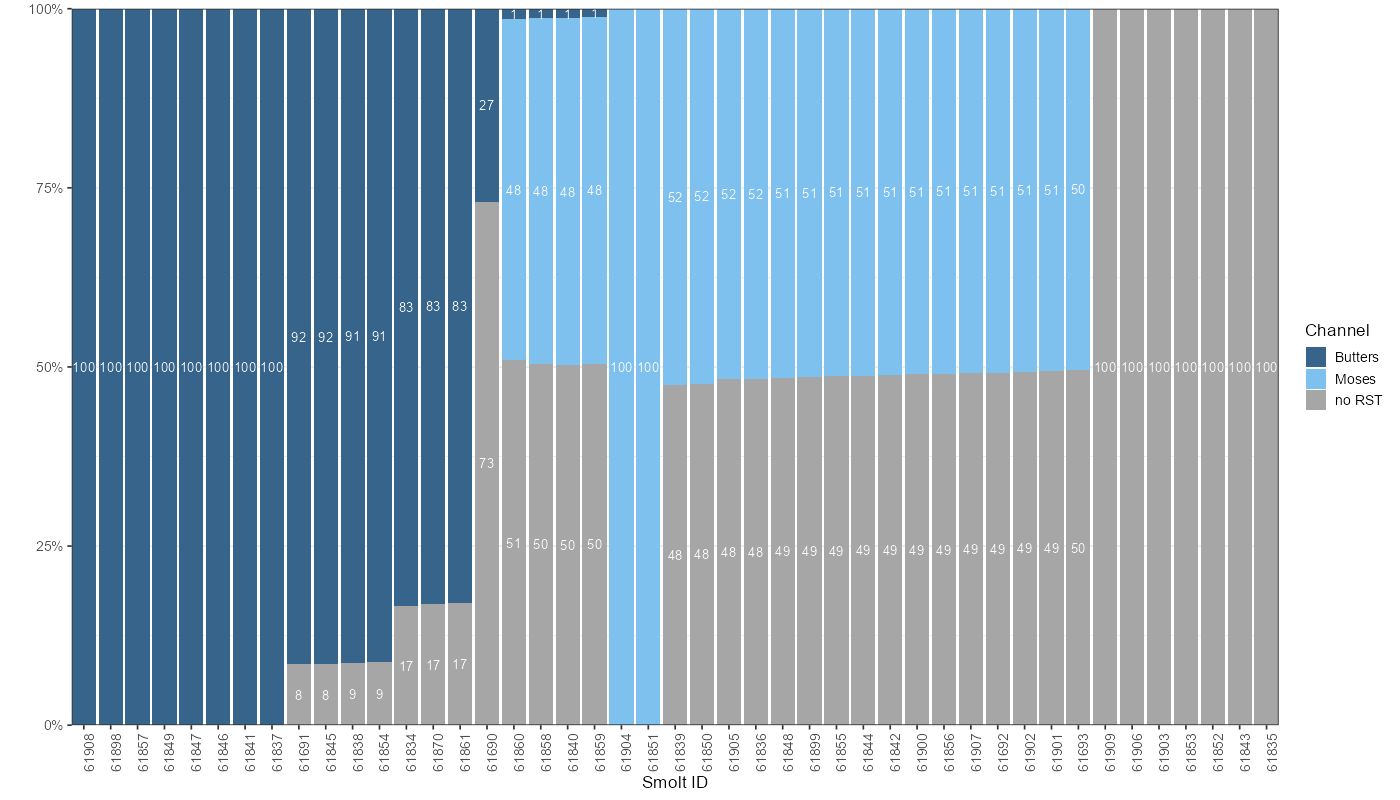 100%
75%
50%
25%
0%
1 1 1 1
27
48 48 48 48 52 52 52 52 51 51 51 51 51 51 51 51 51 51 51 50
92 92 91 91 83 83 83
100 100 100 100 100 100 100 100 100 100 100 100 100 100 100 100 100
73
51 50 50 50 48 48 48 48 49 49 49 49 49 49 49 49 49 49 49 50
8 8 9 9 17 17 17
61908 61898 61857 61849 61847 61846 61841 61837 61691 61845 61838 61854 61834 61870 61861 61690 61860 61858 61840 61859 61904 61851 61839 61850 61905 61836 61848 61899 61855 61844 61842 61900 61856 61907 61692 61902 61901 61693 61909 61906 61903 61853 61852 61843 61835
Smolt ID
Channel
Butters
Moses
no RST